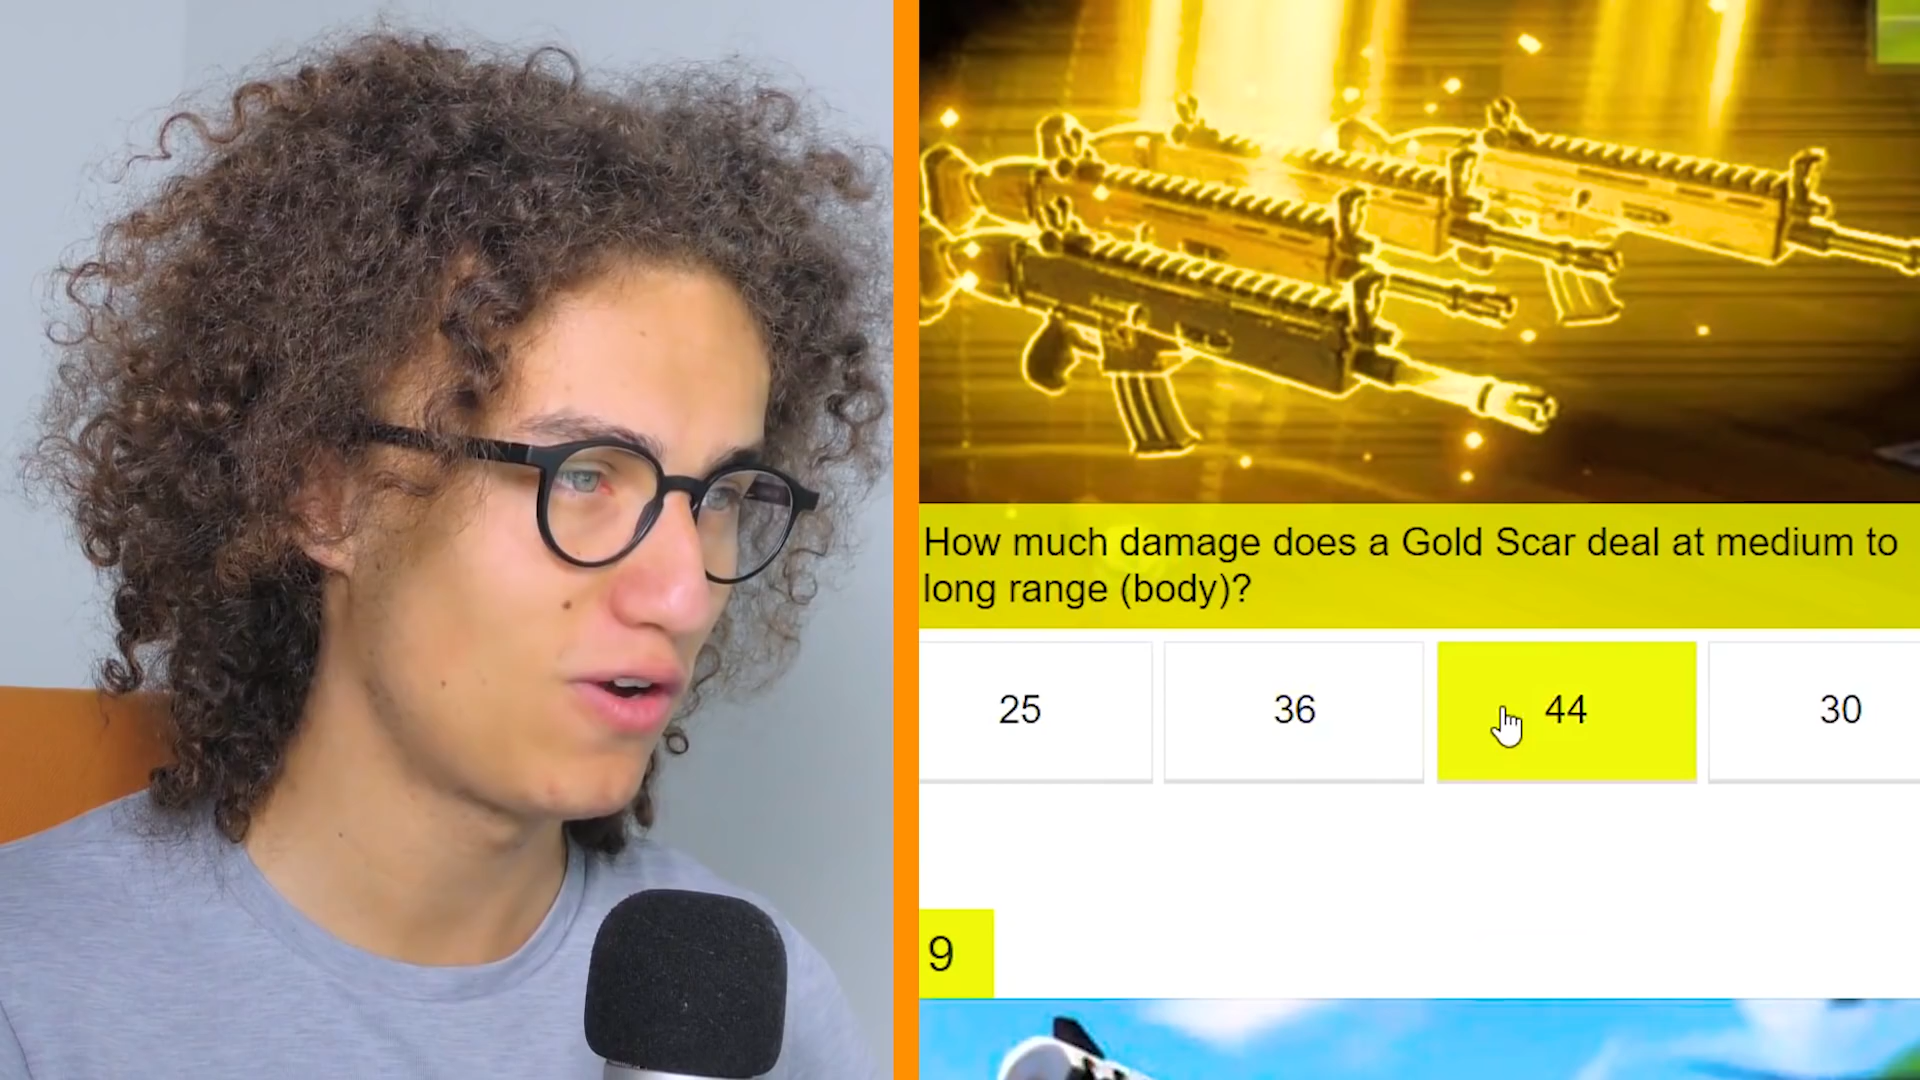 How much damage does a Gold Scar deal at medium to
long range (body)?
25
36
44
30
9